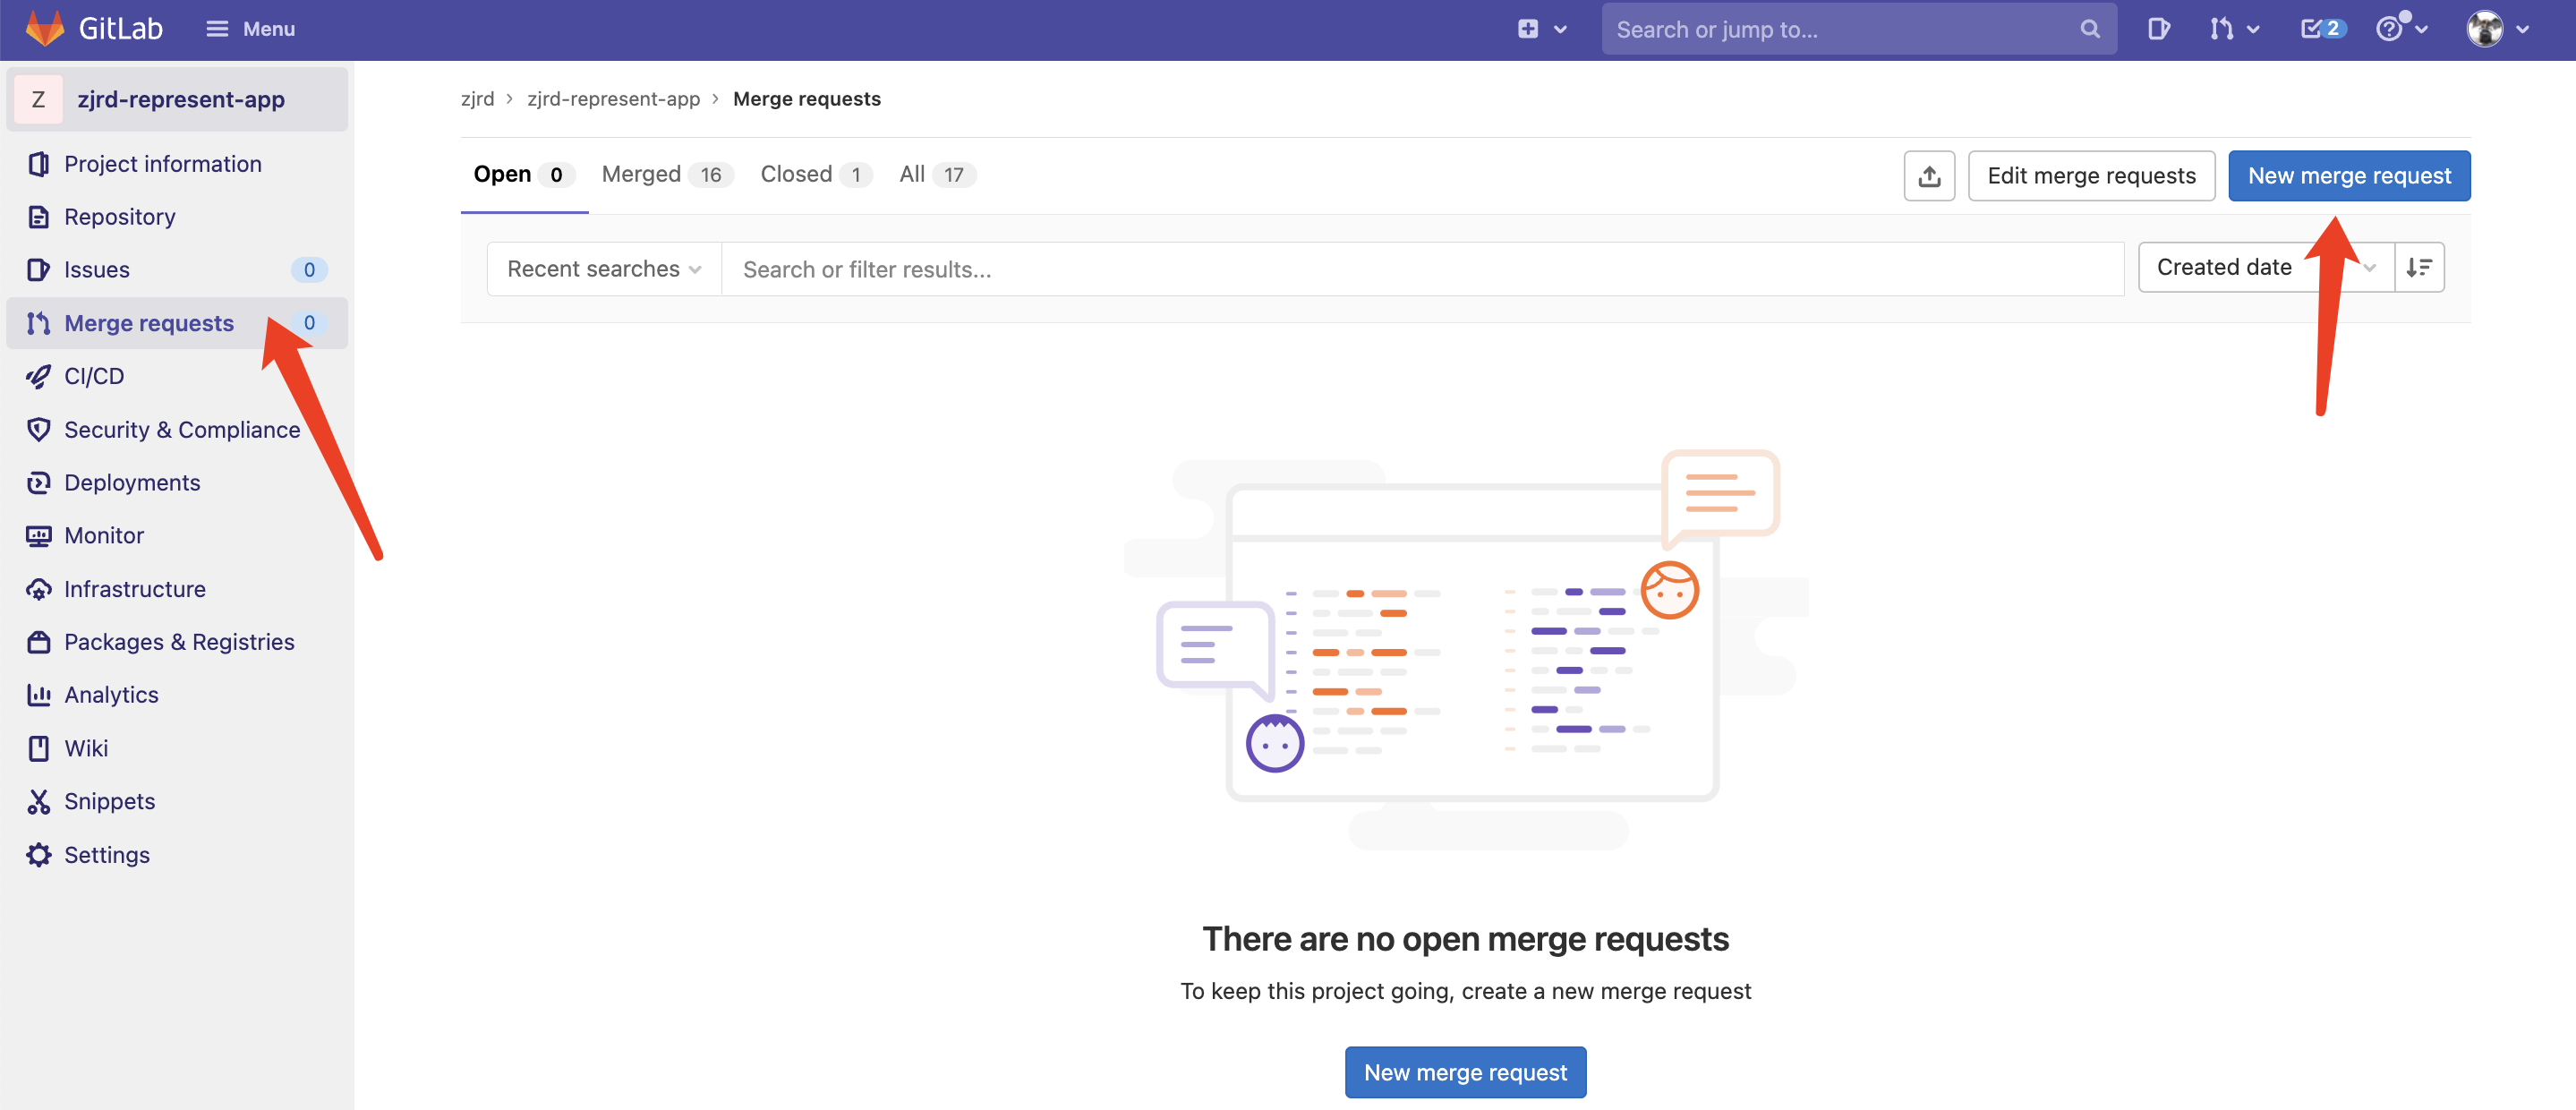 GitLab Menu Search or jump to... 2
Z zjrd-represent-app
Project information
Repository
Issues 0
Merge requests 0
CI/CD
Security & Compliance
Deployments
Monitor
Infrastructure
Packages & Registries
Analytics
Wiki
Snippets
Settings
zjrd › zjrd-represent-app › Merge requests
Open 0 Merged 16 Closed 1 All 17 Edit merge requests New merge request
Recent searches Search or filter results... Created date
There are no open merge requests
To keep this project going, create a new merge request
New merge request